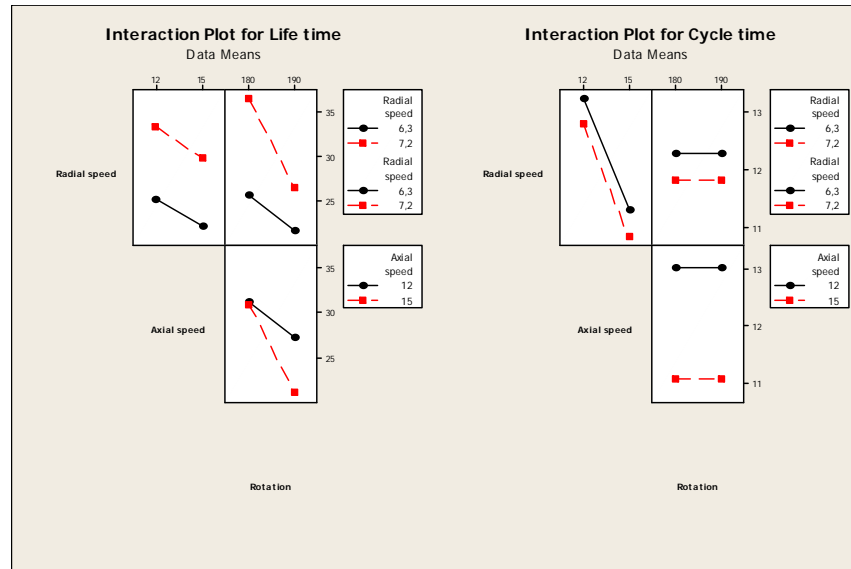 Interaction Plot for Life time
Data Means
12 15 180 190
35
30
25
Radial speed
Radial
speed
6,3
7,2
Radial
speed
6,3
7,2
35
30
25
Axial speed
Axial
speed
12
15
Rotation
Interaction Plot for Cycle time
Data Means
12 15 180 190
13
12
11
Radial speed
Radial
speed
6,3
7,2
Radial
speed
6,3
7,2
13
12
11
Axial speed
Axial
speed
12
15
Rotation